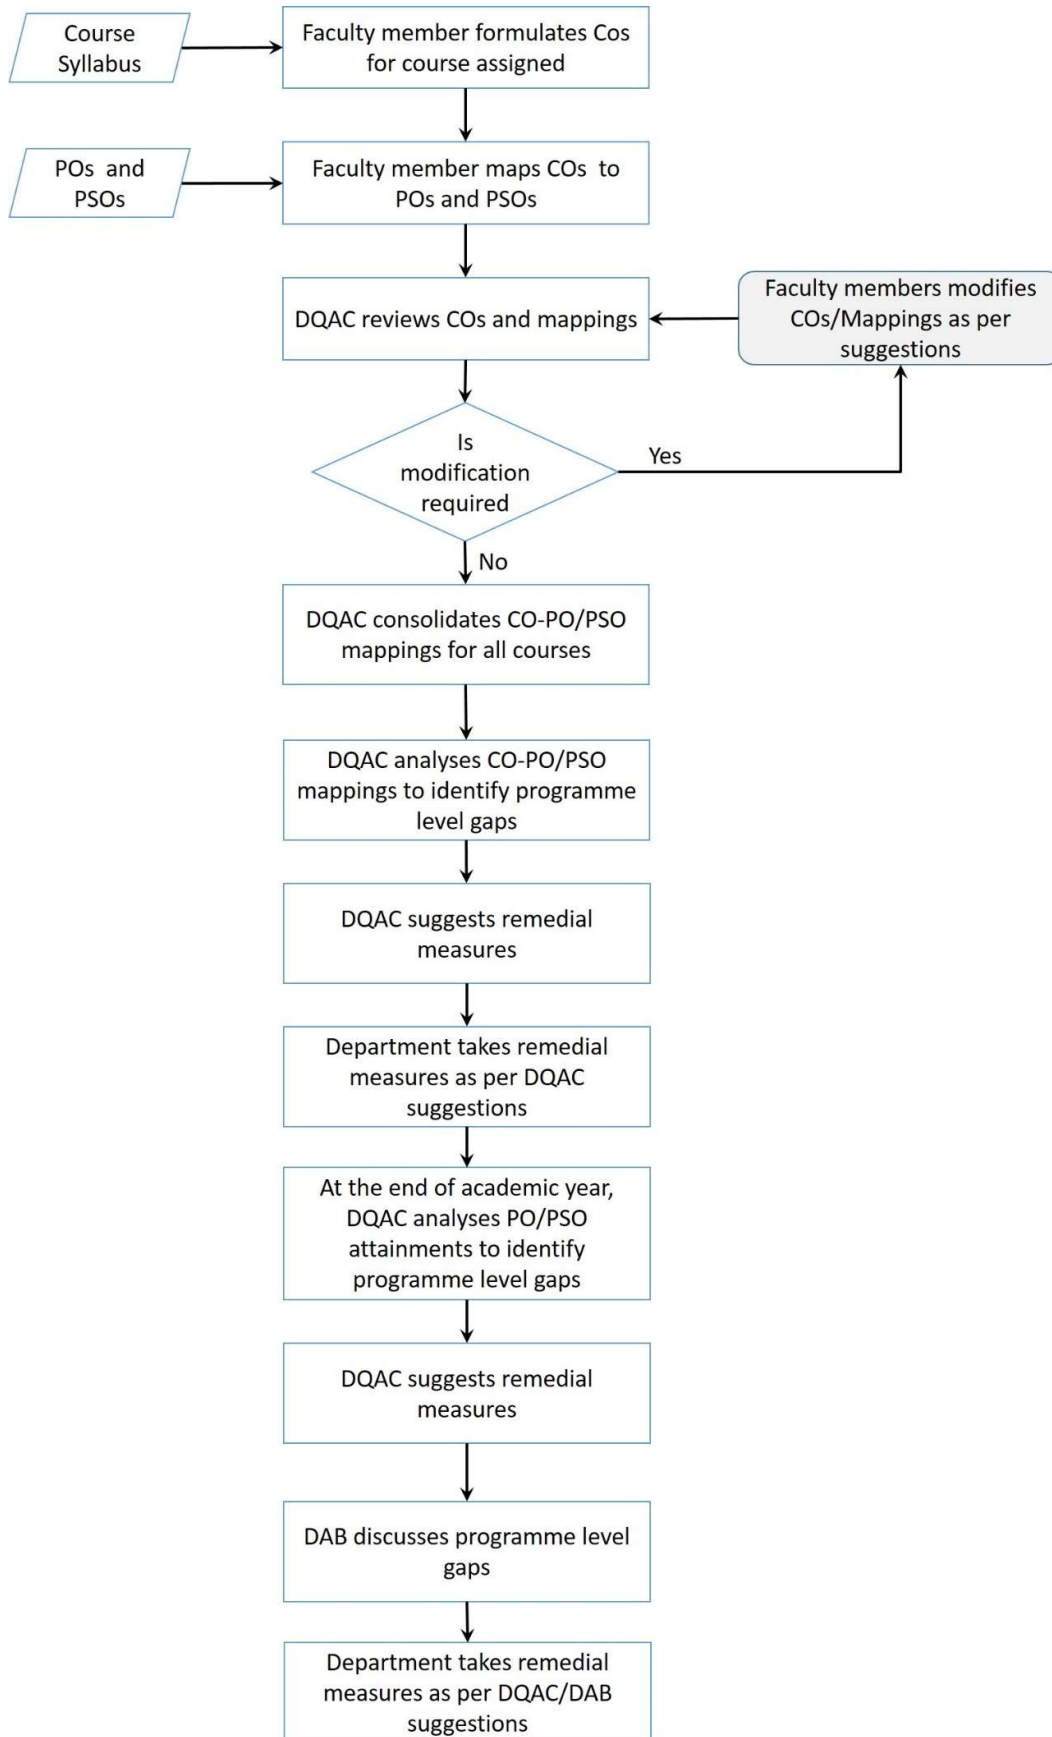 Course
Syllabus
Faculty member formulates Cos
for course assigned
POs and
PSOs
Faculty member maps COs to
POs and PSOs
DQAC reviews COs and mappings
Faculty members modifies
COs/Mappings as per
suggestions
Is
modification
required
Yes
No
DQAC consolidates CO-PO/PSO
mappings for all courses
DQAC analyses CO-PO/PSO
mappings to identify programme
level gaps
DQAC suggests remedial
measures
Department takes remedial
measures as per DQAC
suggestions
At the end of academic year,
DQAC analyses PO/PSO
attainments to identify
programme level gaps
DQAC suggests remedial
measures
DAB discusses programme level
gaps
Department takes remedial
measures as per DQAC/DAB
suggestions